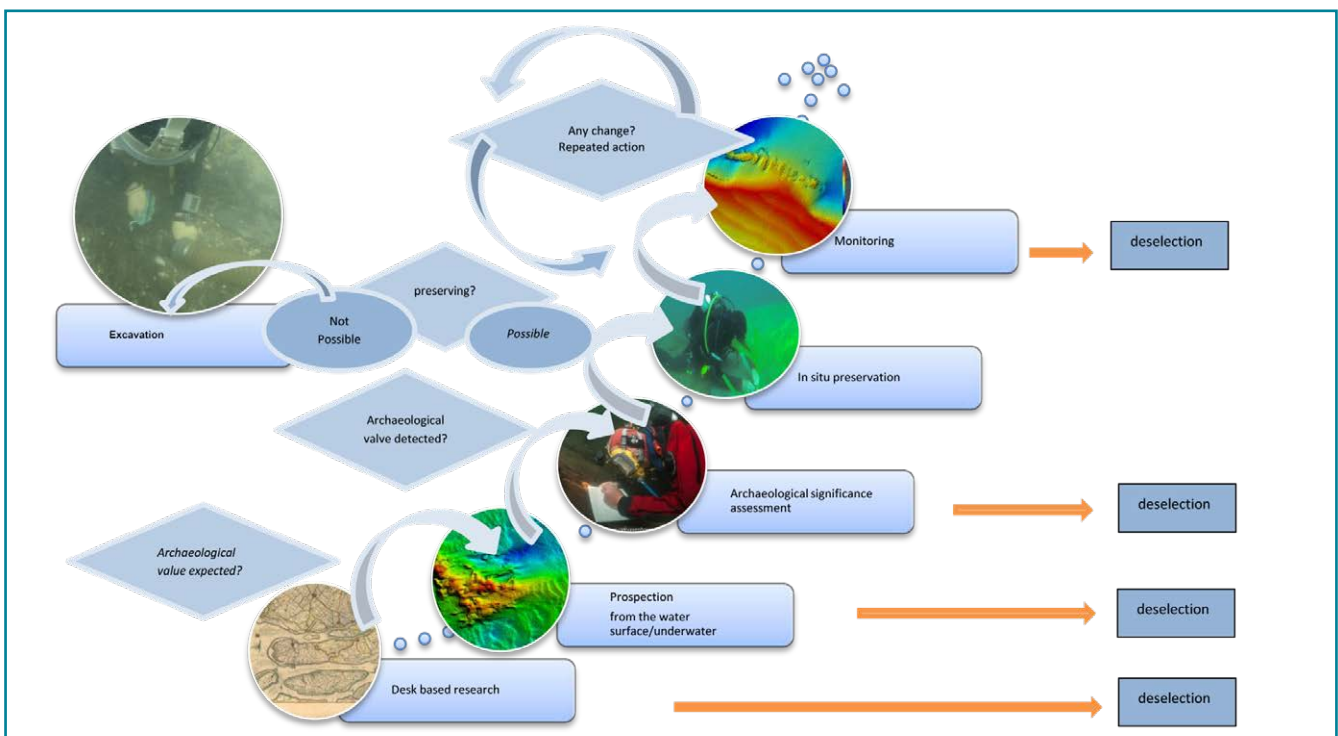 Any change?
Repeated action
Monitoring
deselection
preserving?
Not
Possible
Possible
Excavation
In situ preservation
Archaeological
valve detected?
Archaeological significance
assessment
deselection
Archaeological
value expected?
Prospection
from the water
surface/underwater
deselection
Desk based research
deselection